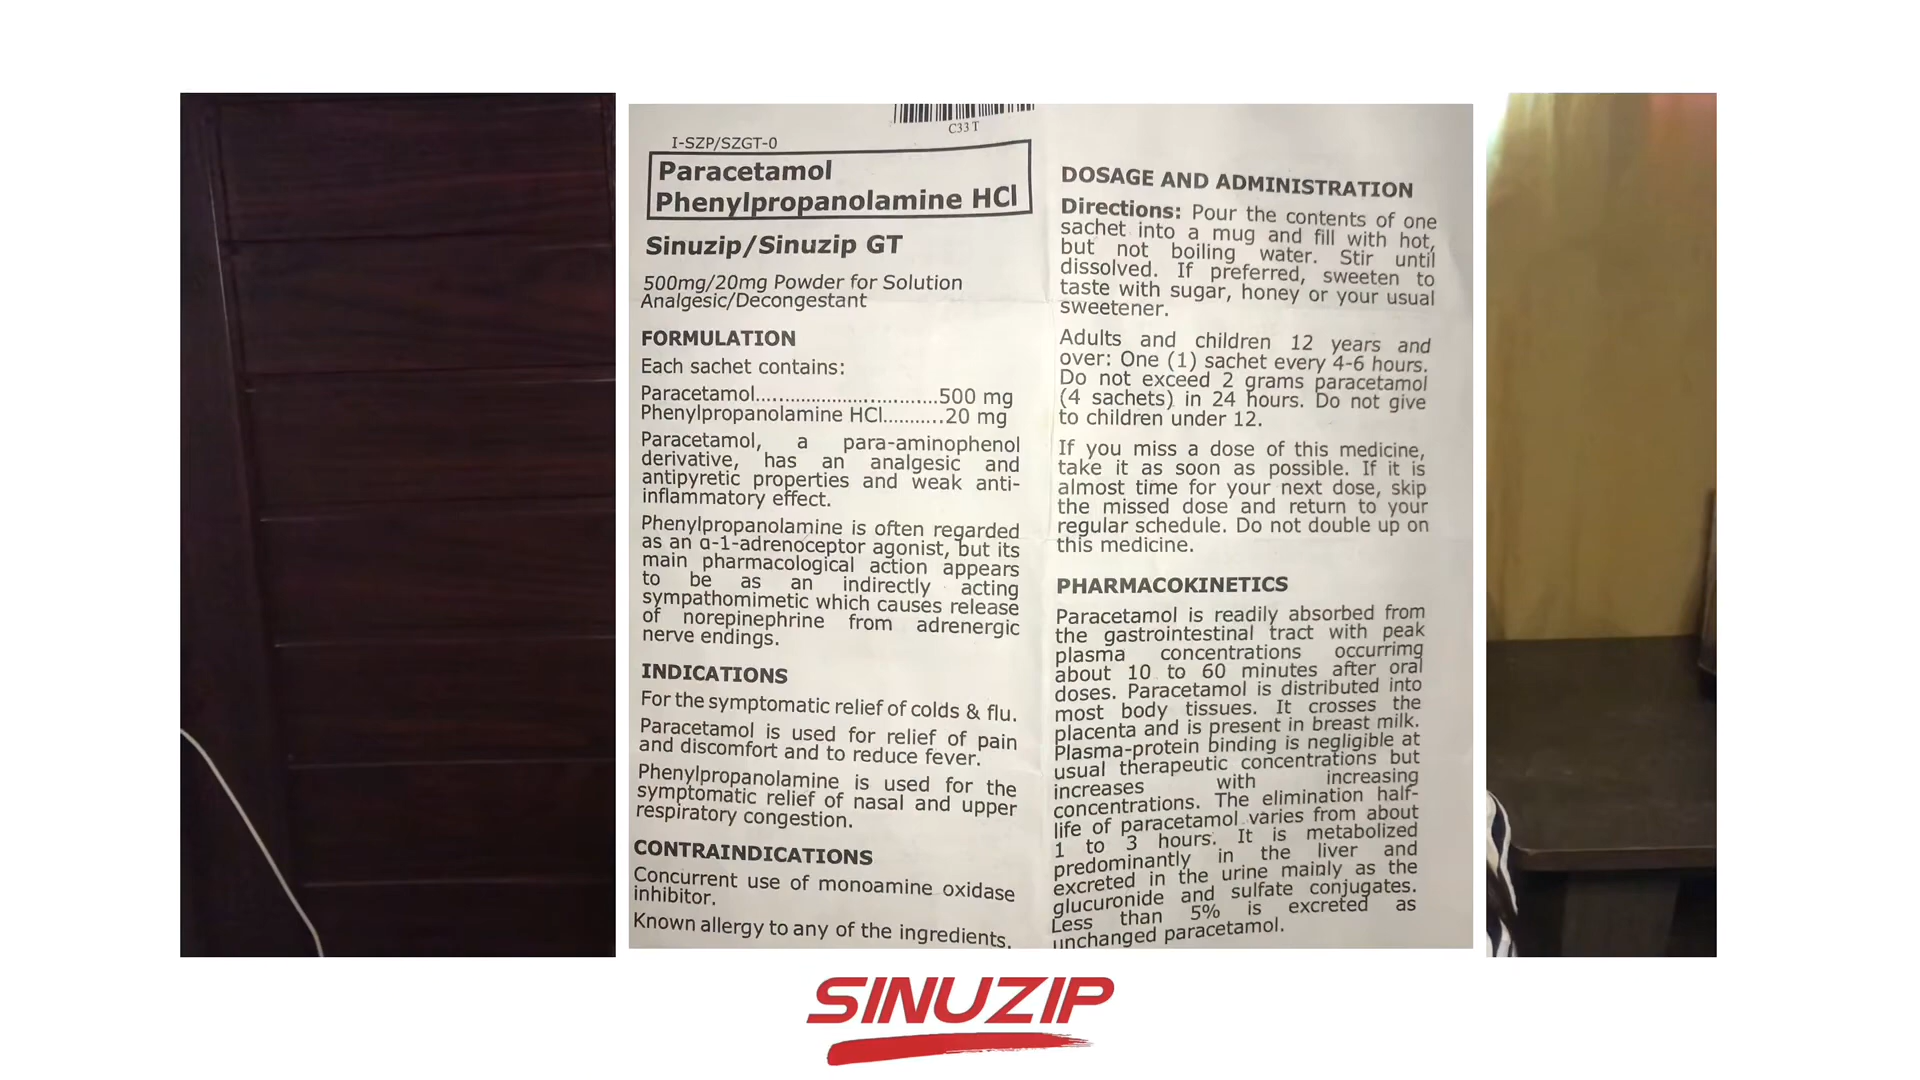 C33 T
I-SZP/SZGT-0
Paracetamol
Phenylpropanolamine HCl
Sinuzip/Sinuzip GT
500mg/20mg Powder for Solution
Analgesic/Decongestant
FORMULATION
Each sachet contains:
Paracetamol.................................500 mg
Phenylpropanolamine HCl...........20 mg
Paracetamol, a para-aminophenol
derivative, has an analgesic and
antipyretic properties and weak anti-
inflammatory effect.
Phenylpropanolamine is often regarded
as an ɑ-1-adrenoceptor agonist, but its
main pharmacological action appears
to be as an indirectly acting
sympathomimetic which causes release
of norepinephrine from adrenergic
nerve endings.
INDICATIONS
For the symptomatic relief of colds & flu.
Paracetamol is used for relief of pain
and discomfort and to reduce fever.
Phenylpropanolamine is used for the
symptomatic relief of nasal and upper
respiratory congestion.
CONTRAINDICATIONS
Concurrent use of monoamine oxidase
inhibitor.
Known allergy to any of the ingredients.
DOSAGE AND ADMINISTRATION
Directions: Pour the contents of one
sachet into a mug and fill with hot,
but not boiling water. Stir until
dissolved. If preferred, sweeten to
taste with sugar, honey or your usual
sweetener.
Adults and children 12 years and
over: One (1) sachet every 4-6 hours.
Do not exceed 2 grams paracetamol
(4 sachets) in 24 hours. Do not give
to children under 12.
If you miss a dose of this medicine,
take it as soon as possible. If it is
almost time for your next dose, skip
the missed dose and return to your
regular schedule. Do not double up on
this medicine.
PHARMACOKINETICS
Paracetamol is readily absorbed from
the gastrointestinal tract with peak
plasma concentrations occurrimg
about 10 to 60 minutes after oral
doses. Paracetamol is distributed into
most body tissues. It crosses the
placenta and is present in breast milk.
Plasma-protein binding is negligible at
usual therapeutic concentrations but
increases with increasing
concentrations. The elimination half-
life of paracetamol varies from about
1 to 3 hours. It is metabolized
predominantly in the liver and
excreted in the urine mainly as the
glucuronide and sulfate conjugates.
Less than 5% is excreted as
unchanged paracetamol.
SINUZIP